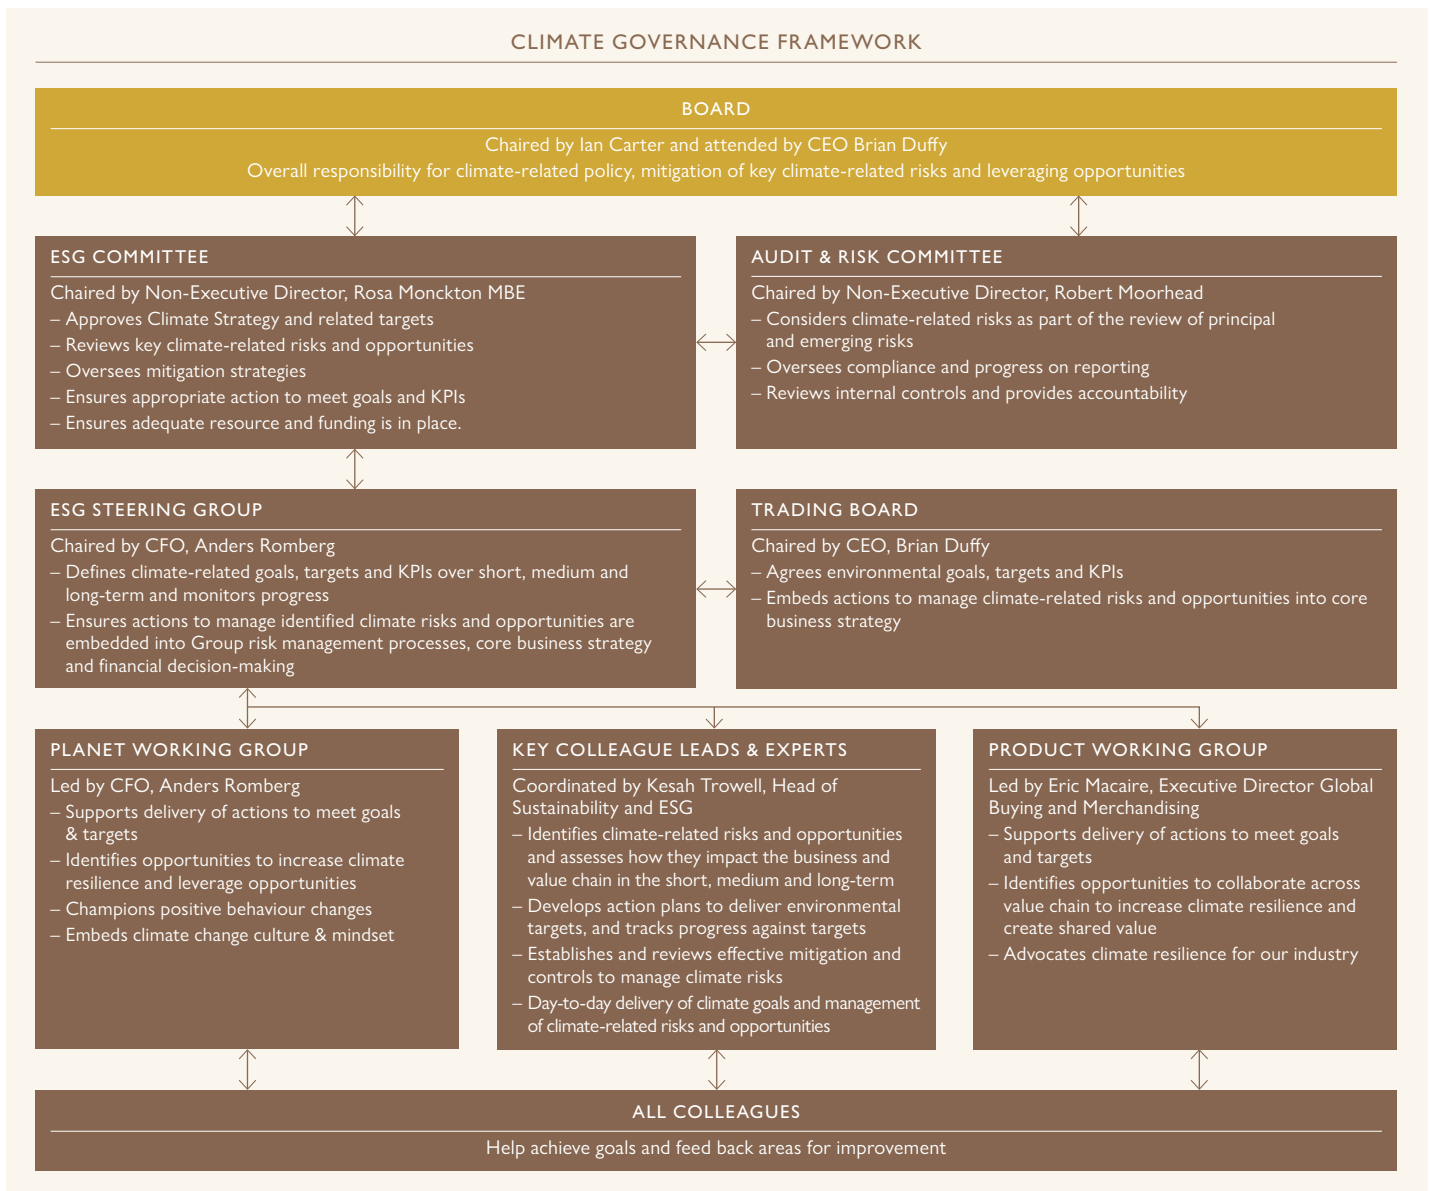 CLIMATE GOVERNANCE FRAMEWORK
BOARD
Chaired by Ian Carter and attended by CEO Brian Duffy
Overall responsibility for climate-related policy, mitigation of key climate-related risks and leveraging opportunities
ESG COMMITTEE
Chaired by Non-Executive Director, Rosa Monckton MBE
– Approves Climate Strategy and related targets
– Reviews key climate-related risks and opportunities
– Oversees mitigation strategies
– Ensures appropriate action to meet goals and KPIs
– Ensures adequate resource and funding is in place.
AUDIT & RISK COMMITTEE
Chaired by Non-Executive Director, Robert Moorhead
– Considers climate-related risks as part of the review of principal
and emerging risks
– Oversees compliance and progress on reporting
– Reviews internal controls and provides accountability
ESG STEERING GROUP
Chaired by CFO, Anders Romberg
– Defines climate-related goals, targets and KPIs over short, medium and
long-term and monitors progress
– Ensures actions to manage identified climate risks and opportunities are
embedded into Group risk management processes, core business strategy
and financial decision-making
TRADING BOARD
Chaired by CEO, Brian Duffy
– Agrees environmental goals, targets and KPIs
– Embeds actions to manage climate-related risks and opportunities into core
business strategy
PLANET WORKING GROUP
Led by CFO, Anders Romberg
– Supports delivery of actions to meet goals
& targets
– Identifies opportunities to increase climate
resilience and leverage opportunities
– Champions positive behaviour changes
– Embeds climate change culture & mindset
KEY COLLEAGUE LEADS & EXPERTS
Coordinated by Kesah Trowell, Head of
Sustainability and ESG
– Identifies climate-related risks and opportunities
and assesses how they impact the business and
value chain in the short, medium and long-term
– Develops action plans to deliver environmental
targets, and tracks progress against targets
– Establishes and reviews effective mitigation and
controls to manage climate risks
– Day-to-day delivery of climate goals and management
of climate-related risks and opportunities
PRODUCT WORKING GROUP
Led by Eric Macaire, Executive Director Global
Buying and Merchandising
– Supports delivery of actions to meet goals
and targets
– Identifies opportunities to collaborate across
value chain to increase climate resilience and
create shared value
– Advocates climate resilience for our industry
ALL COLLEAGUES
Help achieve goals and feed back areas for improvement